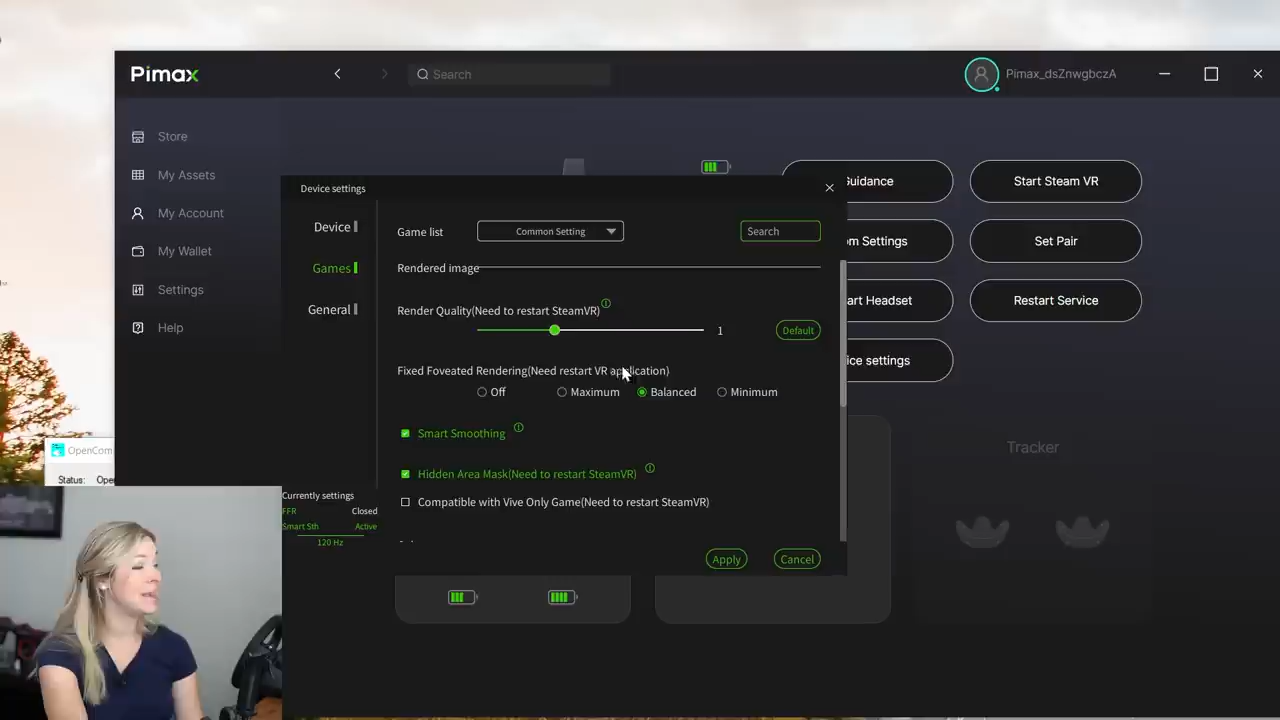 Pimax
Search
Pimax_dsZnwgbczA
Store
My Assets
My Account
My Wallet
Settings
Help
Guidance
Start Steam VR
Settings
Set Pair
Headset
Restart Service
settings
Tracker
Device settings
Device
Games
General
Game list
Common Setting
Search
Rendered image
Render Quality(Need to restart SteamVR)
1
Default
Fixed Foveated Rendering(Need restart VR application)
Off Maximum Balanced Minimum
Smart Smoothing
Hidden Area Mask(Need to restart SteamVR)
Compatible with Vive Only Game(Need to restart SteamVR)
Currently settings
FFR Closed
Smart Sth Active
120 Hz
Apply
Cancel
OpenCom
Status: Ope